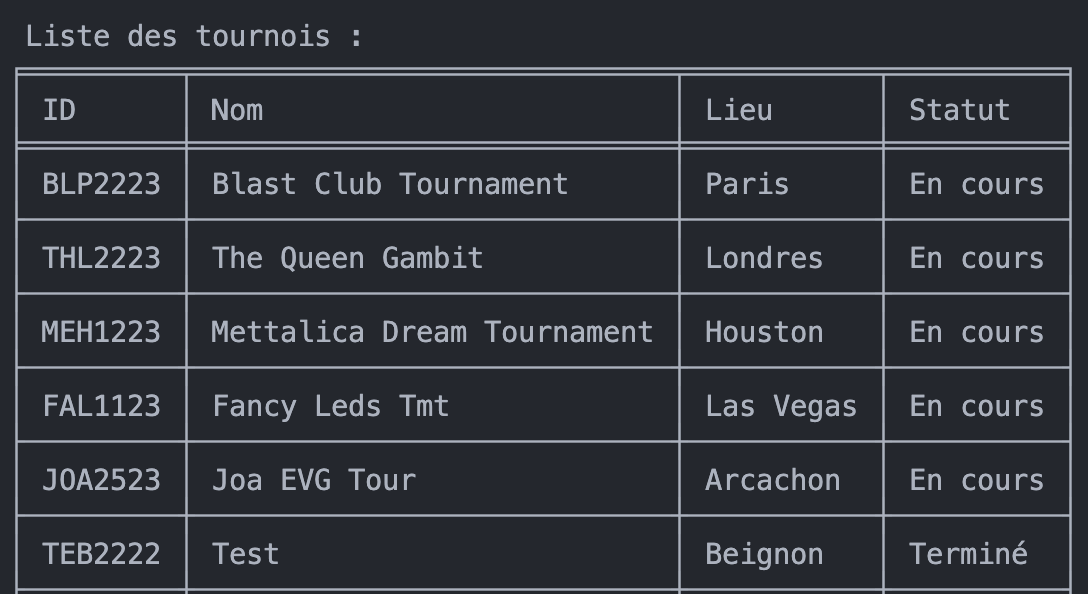 Liste des tournois :
ID Nom Lieu Statut
BLP2223 Blast Club Tournament Paris En cours
THL2223 The Queen Gambit Londres En cours
MEH1223 Mettalica Dream Tournament Houston En cours
FAL1123 Fancy Leds Tmt Las Vegas En cours
JOA2523 Joa EVG Tour Arcachon En cours
TEB2222 Test Beignon Terminé